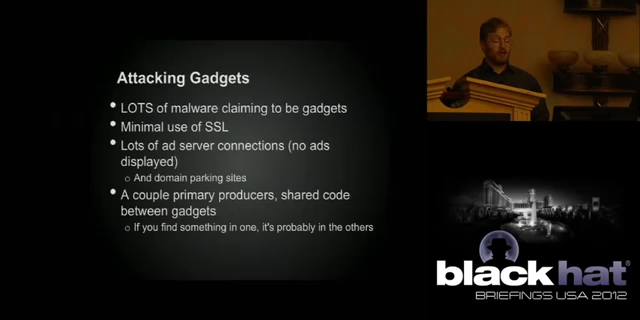 Attacking Gadgets
• LOTS of malware claiming to be gadgets
• Minimal use of SSL
• Lots of ad server connections (no ads
displayed)
○ And domain parking sites
• A couple primary producers, shared code
between gadgets
○ If you find something in one, it's probably in the others
black hat
BRIEFINGS USA 2012